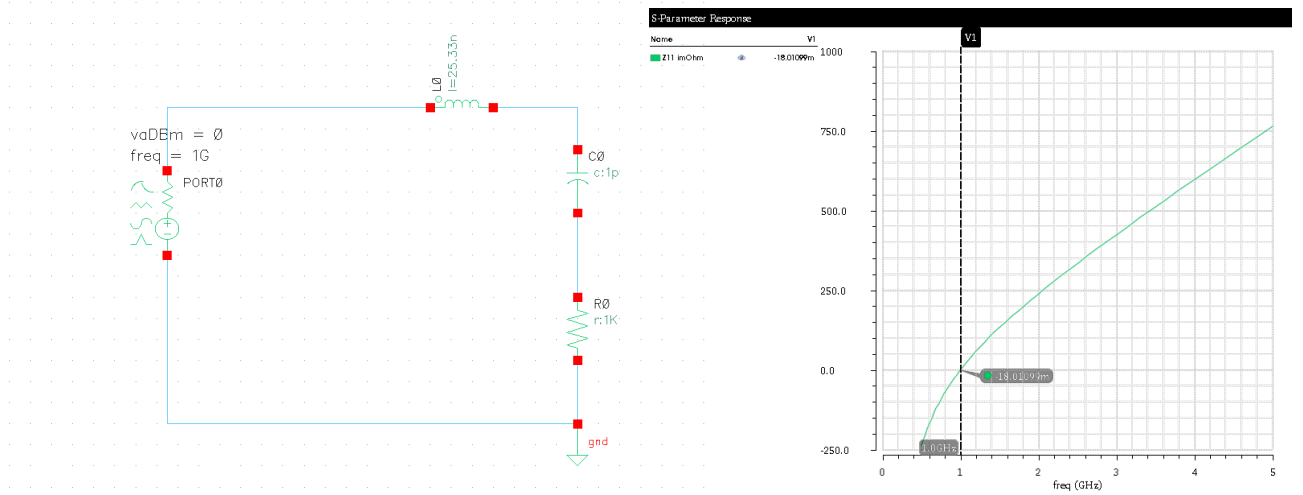 l=25.33n
L0
vaDBm = 0
freq = 1G
PORT0
C0
c:1p
R0
r:1K
gnd
S-Parameter Response
Name V1
Z11 imOhm -18.01099m
V1
1000
750.0
500.0
250.0
0.0
-250.0
-18.01099m
1.0GHz
0 1 2 3 4 5
freq (GHz)